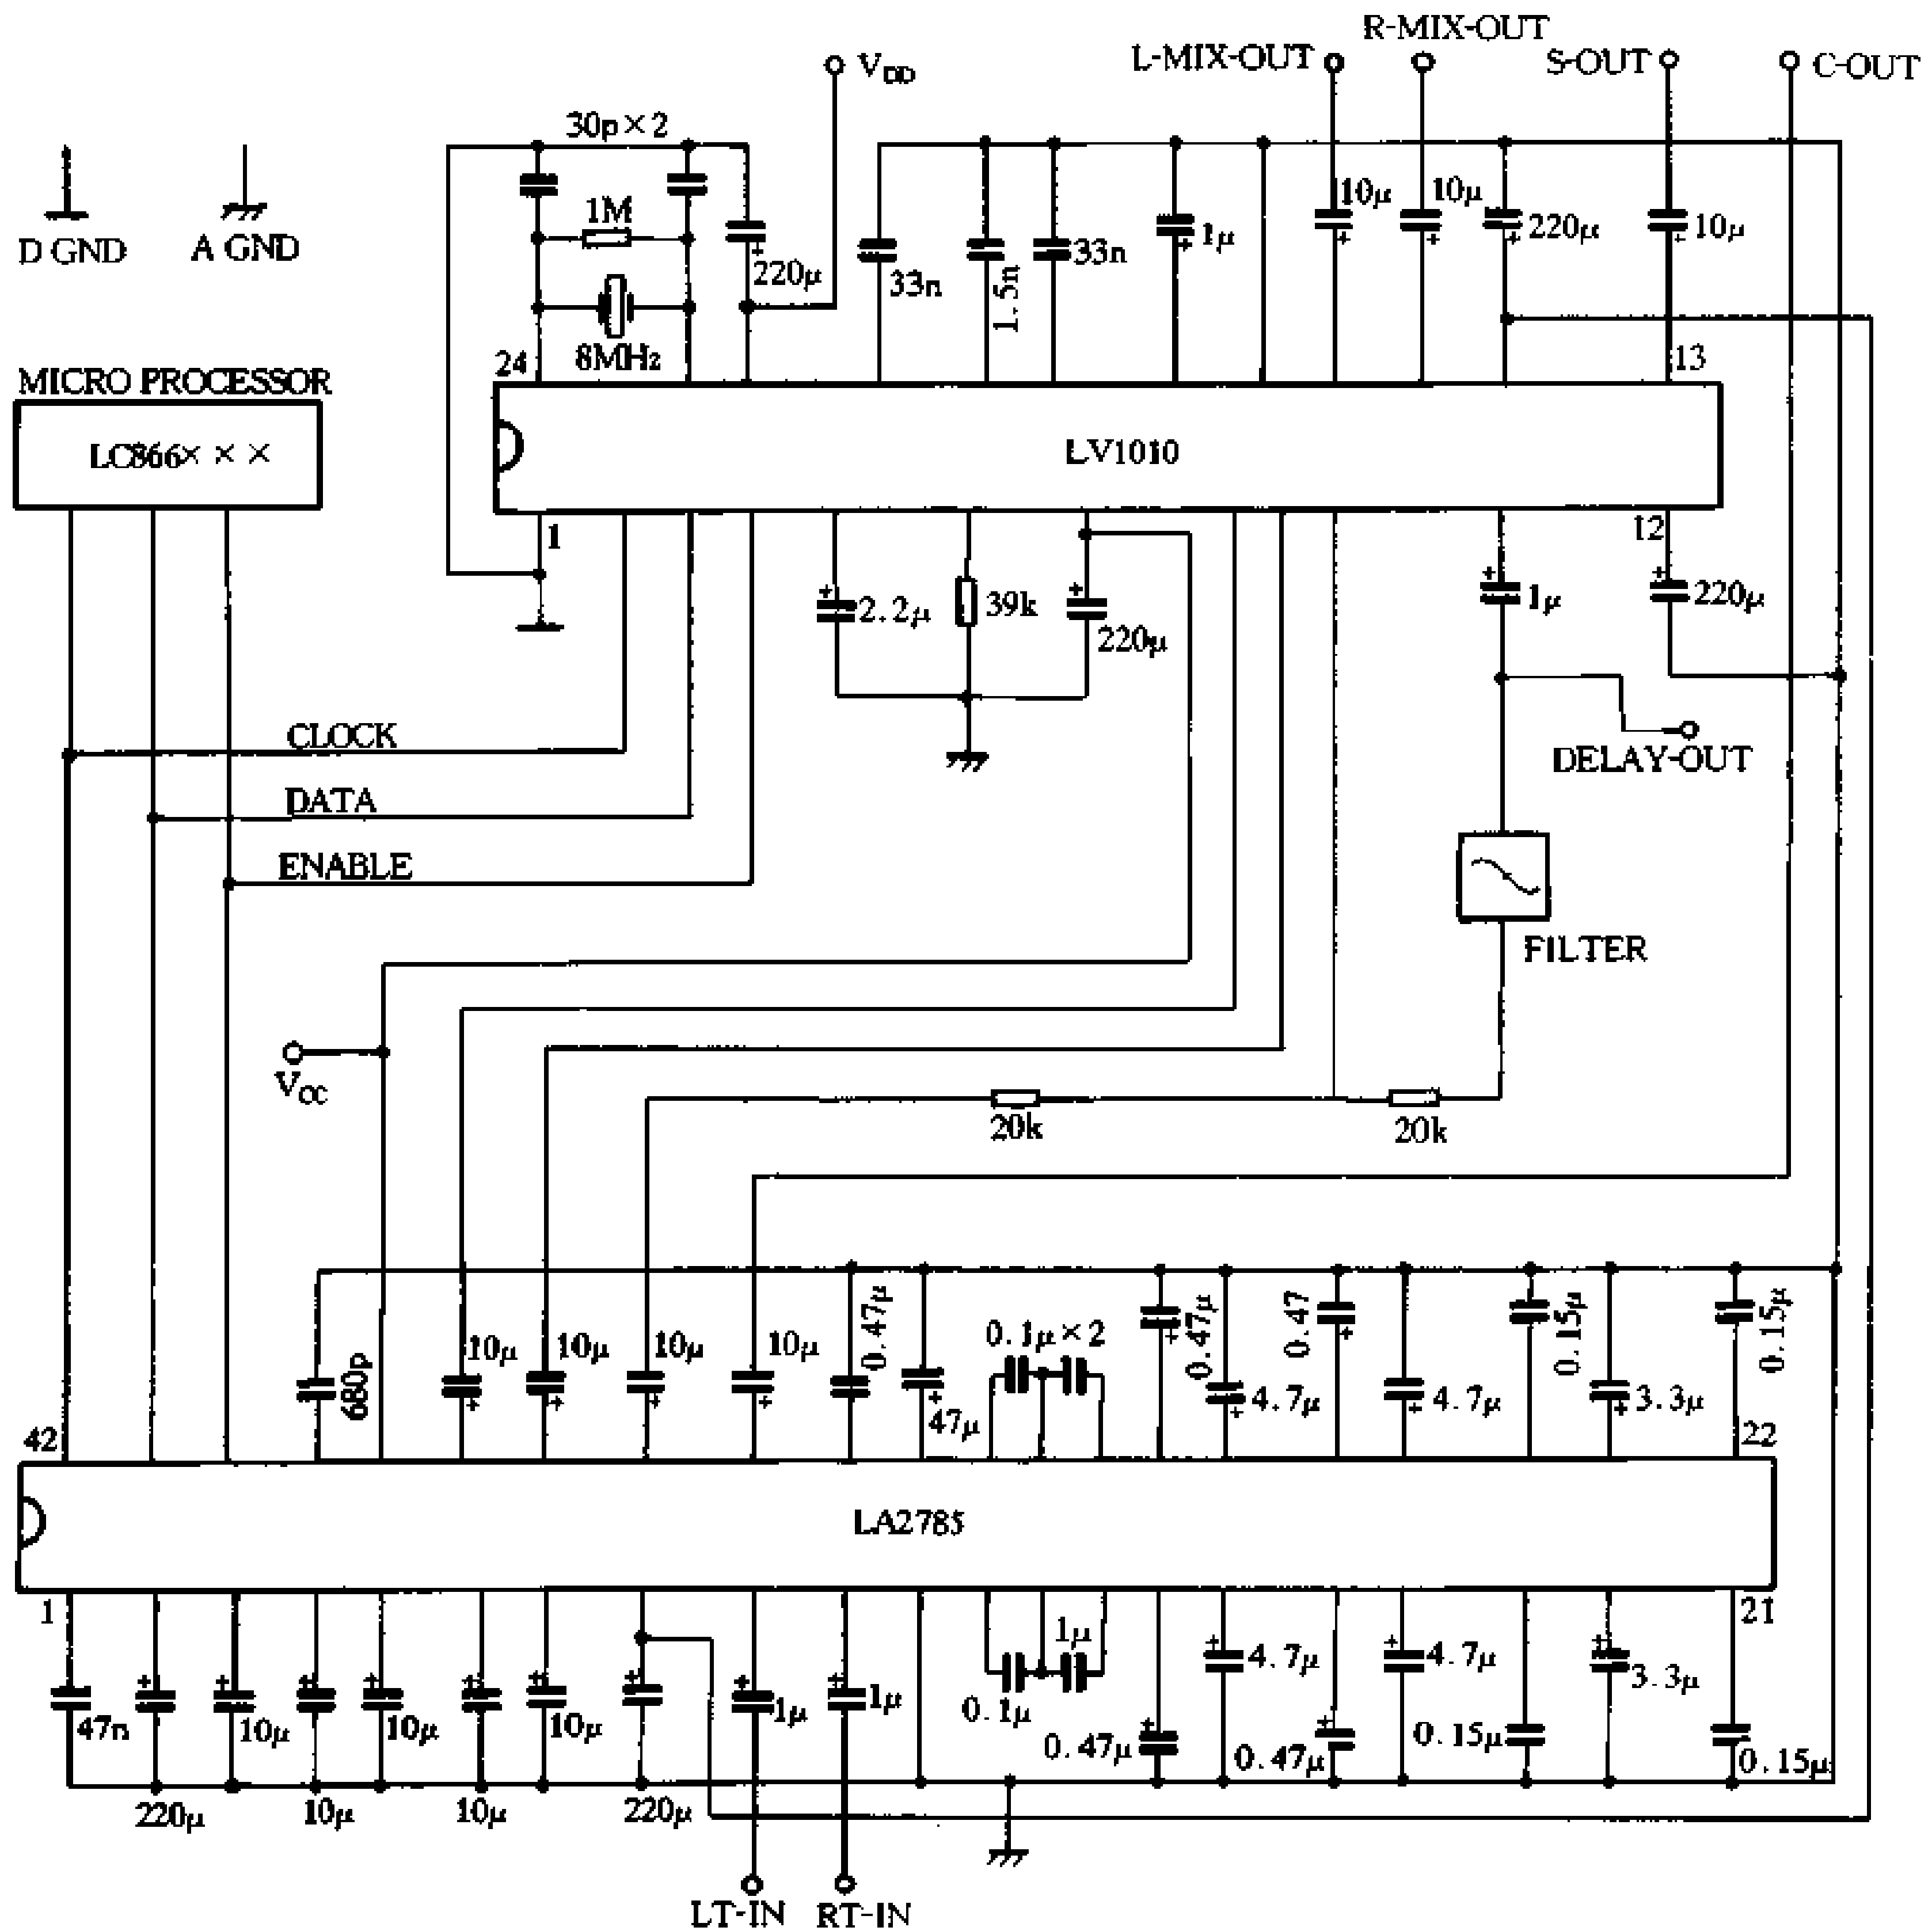 R-MIX-OUT
L-MIX-OUT
S-OUT
C-OUT
V_DD
30p×2
1M
220μ
8MH₂
33n
1.5n
33n
1μ
10μ
10μ
220μ
10μ
D GND
A GND
MICRO PROCESSOR
LC866×××
24
13
LV1010
1
12
2.2μ
39k
220μ
1μ
220μ
CLOCK
DATA
ENABLE
DELAY-OUT
FILTER
V_CC
20k
20k
680p
10μ
10μ
10μ
10μ
0.47μ
47μ
0.1μ×2
0.47μ
4.7μ
0.47
4.7μ
0.15μ
3.3μ
0.15μ
42
22
LA2785
1
21
47n
220μ
10μ
10μ
10μ
10μ
10μ
220μ
1μ
1μ
0.1μ
1μ
0.47μ
4.7μ
0.47μ
4.7μ
0.15μ
3.3μ
0.15μ
LT-IN
RT-IN